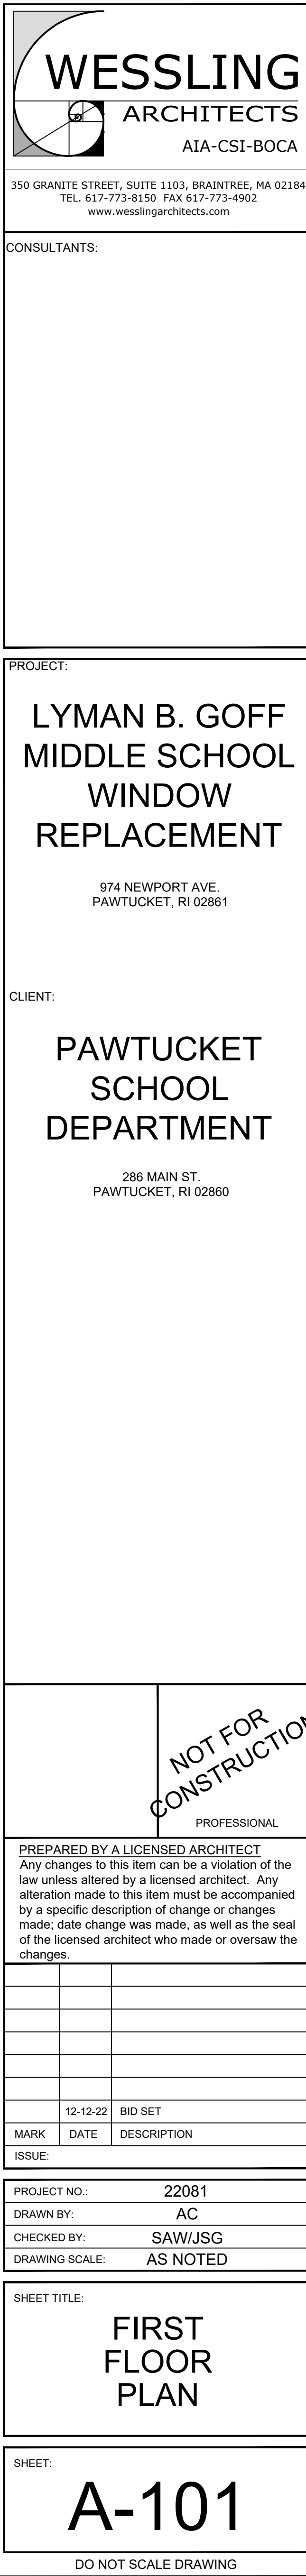 WESSLING
ARCHITECTS
AIA-CSI-BOCA
350 GRANITE STREET, SUITE 1103, BRAINTREE, MA 02184
TEL. 617-773-8150 FAX 617-773-4902
www.wesslingarchitects.com
CONSULTANTS:
PROJECT:
LYMAN B. GOFF
MIDDLE SCHOOL
WINDOW
REPLACEMENT
974 NEWPORT AVE.
PAWTUCKET, RI 02861
CLIENT:
PAWTUCKET
SCHOOL
DEPARTMENT
286 MAIN ST.
PAWTUCKET, RI 02860
NOT FOR
CONSTRUCTION
PROFESSIONAL
PREPARED BY A LICENSED ARCHITECT
Any changes to this item can be a violation of the
law unless altered by a licensed architect. Any
alteration made to this item must be accompanied
by a specific description of change or changes
made; date change was made, as well as the seal
of the licensed architect who made or oversaw the
changes.
12-12-22 BID SET
MARK DATE DESCRIPTION
ISSUE:
PROJECT NO.: 22081
DRAWN BY: AC
CHECKED BY: SAW/JSG
DRAWING SCALE: AS NOTED
SHEET TITLE:
FIRST
FLOOR
PLAN
SHEET:
A-101
DO NOT SCALE DRAWING